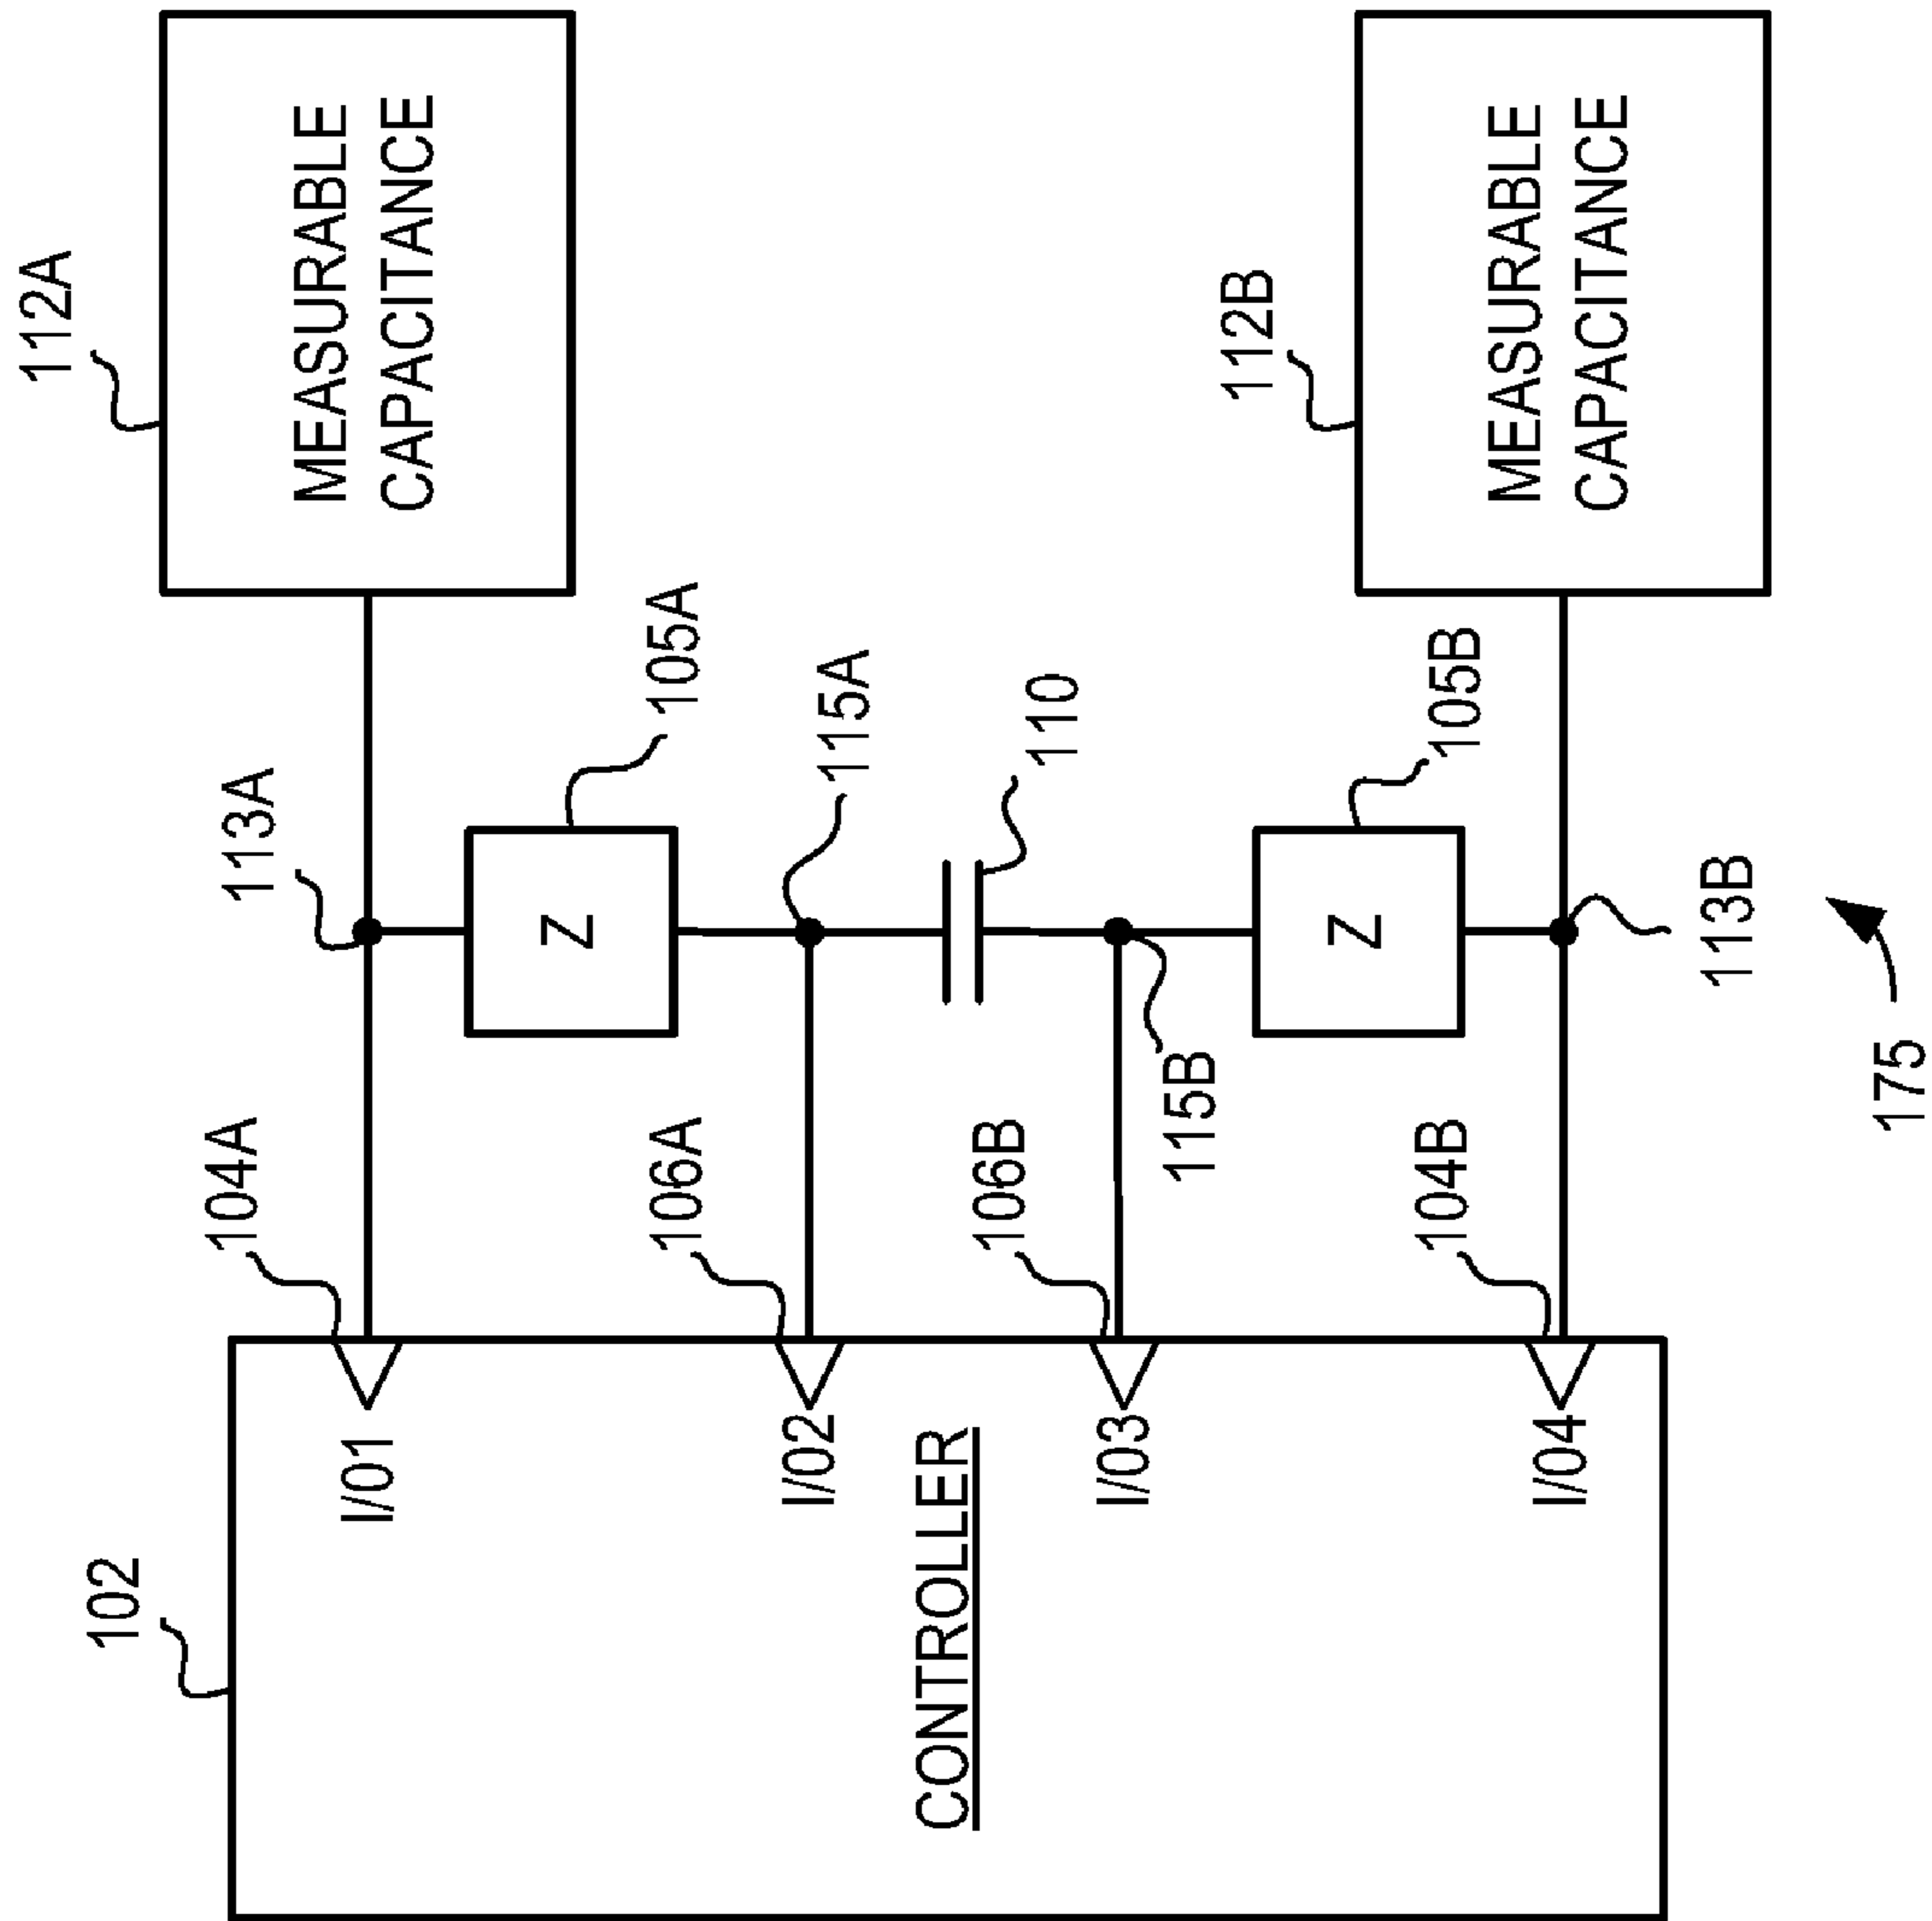 112A
102
104A
113A
MEASURABLE
CAPACITANCE
I/01
Z
105A
106A
I/02
115A
CONTROLLER
106B
110
I/03
115B
112B
Z
104B
105B
MEASURABLE
CAPACITANCE
I/04
113B
175